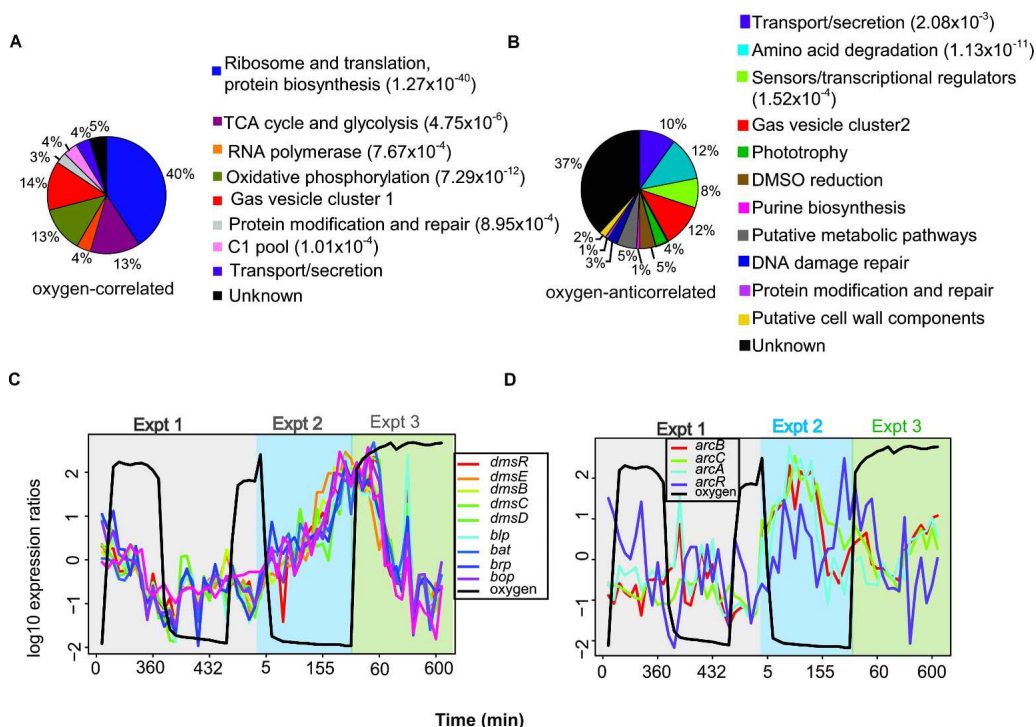 A
Ribosome and translation,
protein biosynthesis (1.27x10⁻⁴⁰)
TCA cycle and glycolysis (4.75x10⁻⁶)
RNA polymerase (7.67x10⁻⁴)
Oxidative phosphorylation (7.29x10⁻¹²)
Gas vesicle cluster 1
Protein modification and repair (8.95x10⁻⁴)
C1 pool (1.01x10⁻⁴)
Transport/secretion
Unknown
5%
4%
4%
3%
14%
13%
4%
13%
40%
oxygen-correlated
B
Transport/secretion (2.08x10⁻³)
Amino acid degradation (1.13x10⁻¹¹)
Sensors/transcriptional regulators
(1.52x10⁻⁴)
Gas vesicle cluster2
Phototrophy
DMSO reduction
Purine biosynthesis
Putative metabolic pathways
DNA damage repair
Protein modification and repair
Putative cell wall components
Unknown
10%
12%
8%
12%
4%
5%
1%
5%
3%
1%
2%
37%
oxygen-anticorrelated
C
Expt 1
Expt 2
Expt 3
log10 expression ratios
2
1
0
-1
-2
0
360
432
5
155
60
600
dmsR
dmsE
dmsB
dmsC
dmsD
blp
bat
brp
bop
oxygen
D
Expt 1
Expt 2
Expt 3
arcB
arcC
arcA
arcR
oxygen
2
1
0
-1
-2
0
360
432
5
155
60
600
Time (min)